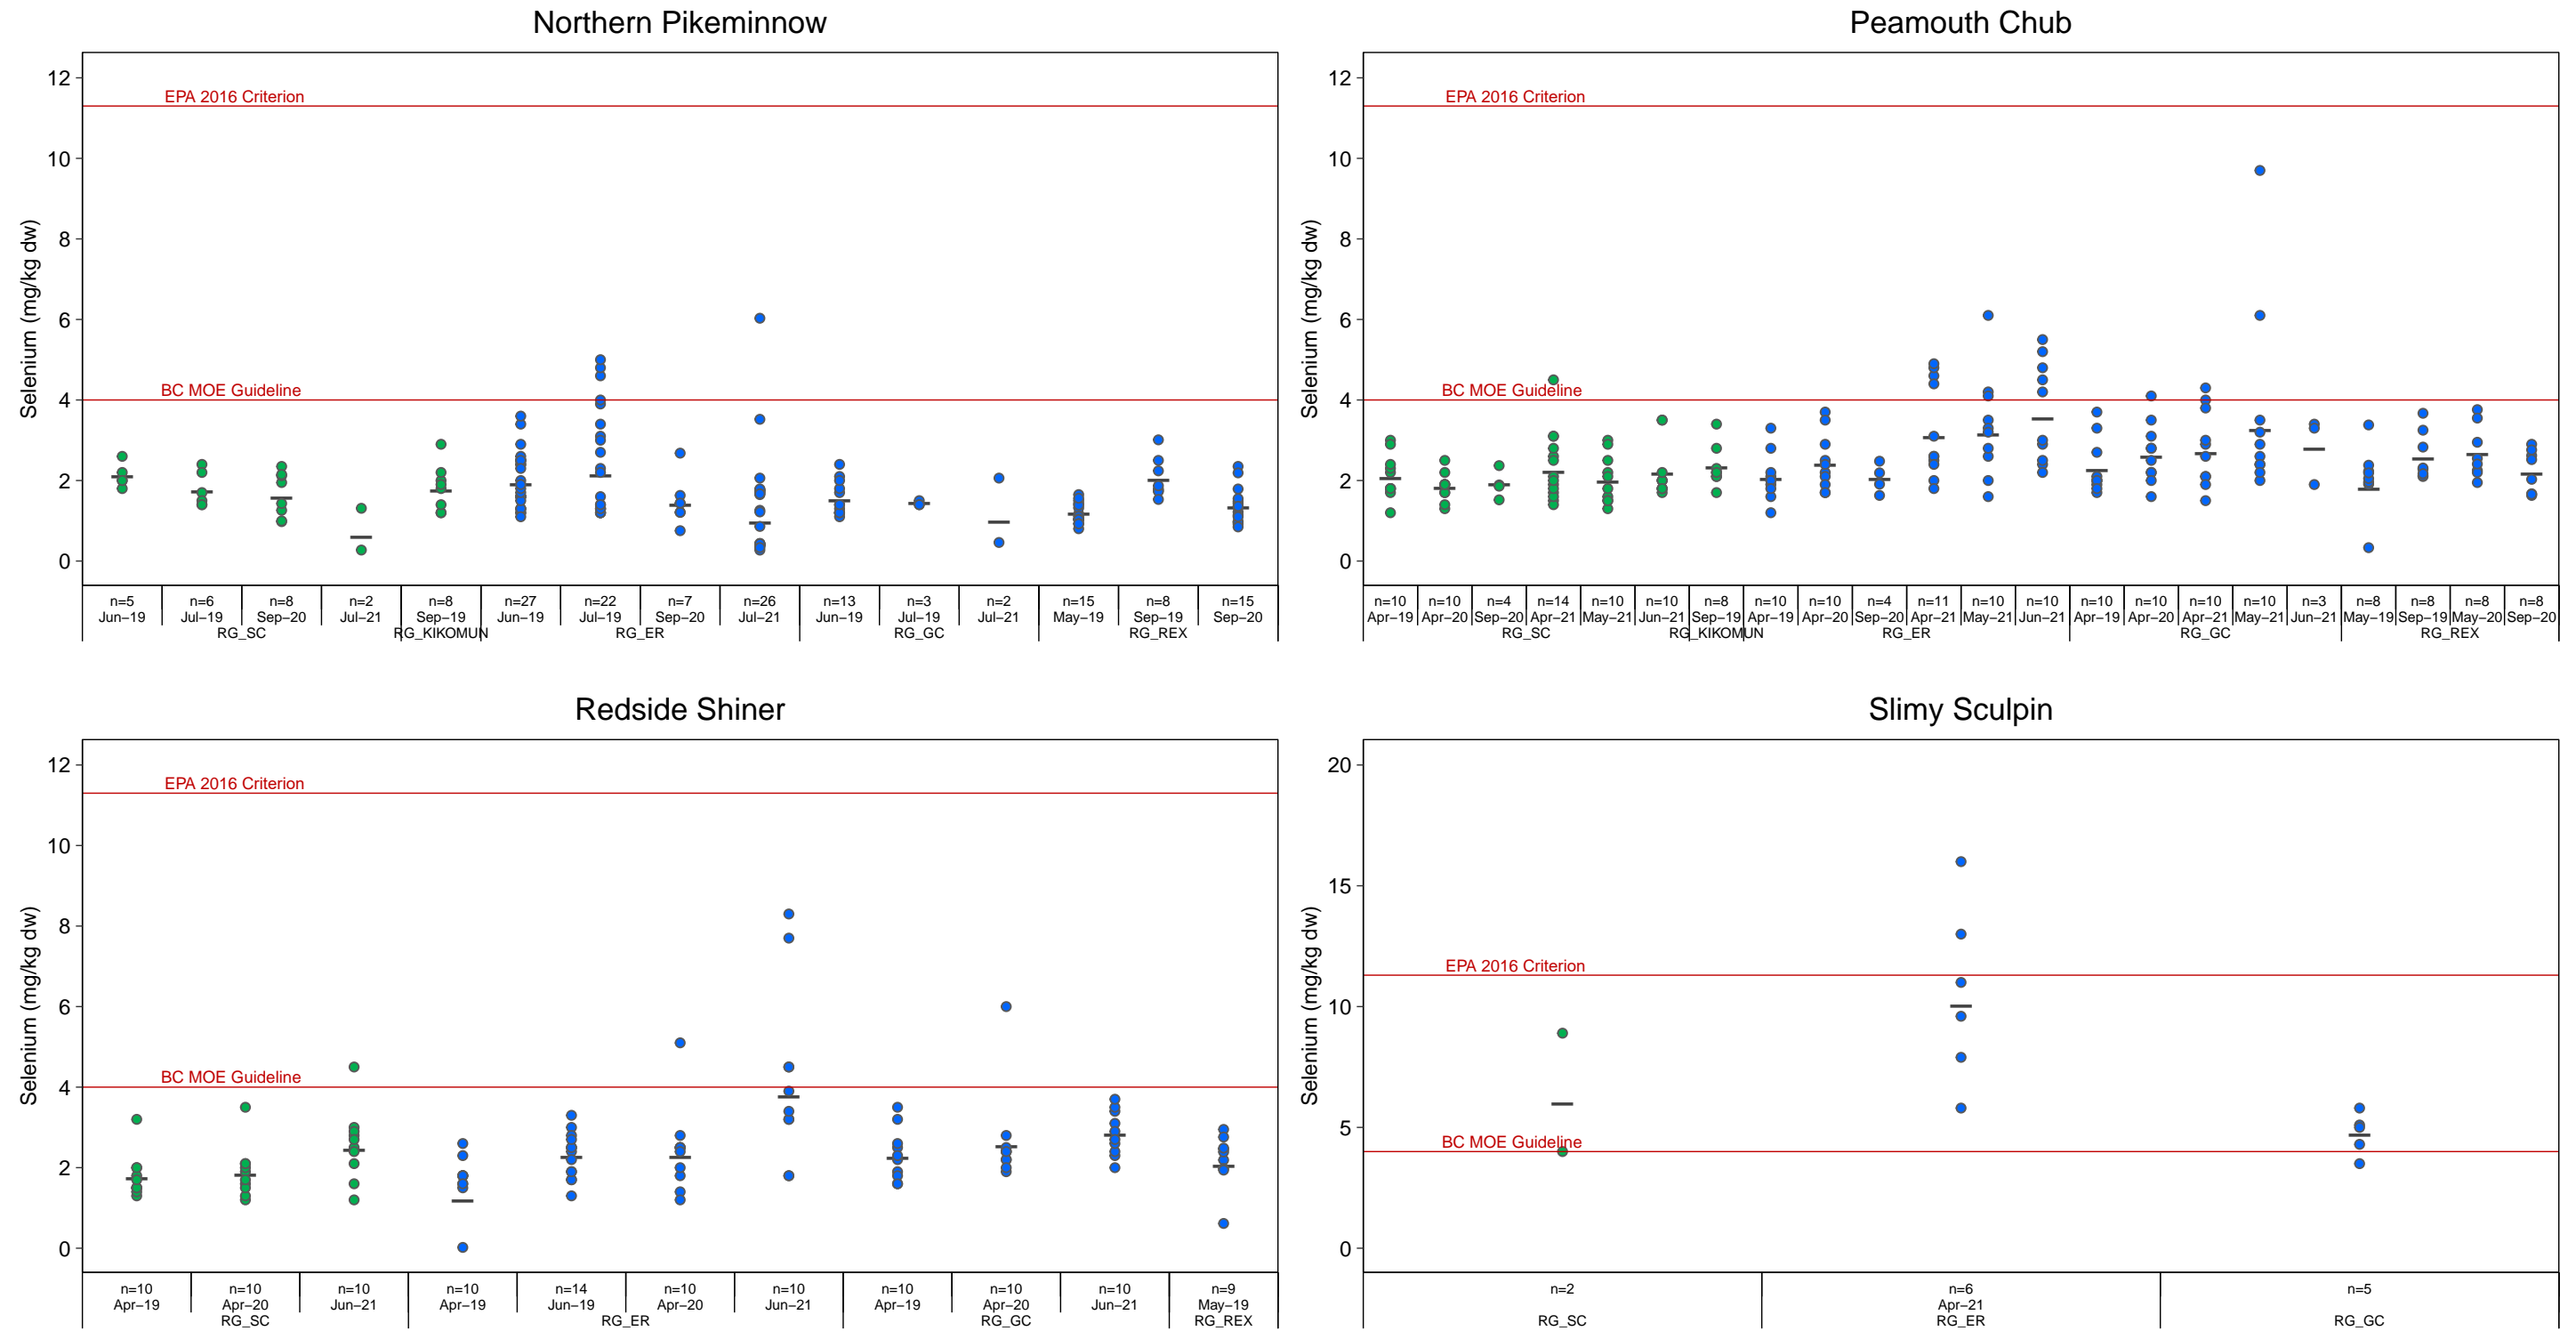 Northern Pikeminnow
Selenium (mg/kg dw)
12
10
8
6
4
2
0
EPA 2016 Criterion
BC MOE Guideline
n=5 n=6 n=8 n=2 n=8 n=27 n=22 n=7 n=26 n=13 n=3 n=2 n=15 n=8 n=15
Jun−19 Jul−19 Sep−20 Jul−21 Sep−19 Jun−19 Jul−19 Sep−20 Jul−21 Jun−19 Jul−19 Jul−21 May−19 Sep−19 Sep−20
RG_SC RG_KIKOMUN RG_ER RG_GC RG_REX
Peamouth Chub
Selenium (mg/kg dw)
12
10
8
6
4
2
0
EPA 2016 Criterion
BC MOE Guideline
n=10 n=10 n=4 n=14 n=10 n=10 n=8 n=10 n=10 n=4 n=11 n=10 n=10 n=10 n=10 n=10 n=10 n=3 n=8 n=8 n=8 n=8
Apr−19 Apr−20 Sep−20 Apr−21 May−21 Jun−21 Sep−19 Apr−19 Apr−20 Sep−20 Apr−21 May−21 Jun−21 Apr−19 Apr−20 Apr−21 May−21 Jun−21 May−19 Sep−19 May−20 Sep−20
RG_SC RG_KIKOMUN RG_ER RG_GC RG_REX
Redside Shiner
Selenium (mg/kg dw)
12
10
8
6
4
2
0
EPA 2016 Criterion
BC MOE Guideline
n=10 n=10 n=10 n=10 n=14 n=10 n=10 n=10 n=10 n=10 n=9
Apr−19 Apr−20 Jun−21 Apr−19 Jun−19 Apr−20 Jun−21 Apr−19 Apr−20 Jun−21 May−19
RG_SC RG_ER RG_GC RG_REX
Slimy Sculpin
Selenium (mg/kg dw)
20
15
10
5
0
EPA 2016 Criterion
BC MOE Guideline
n=2 n=6 n=5
Apr−21
RG_SC RG_ER RG_GC